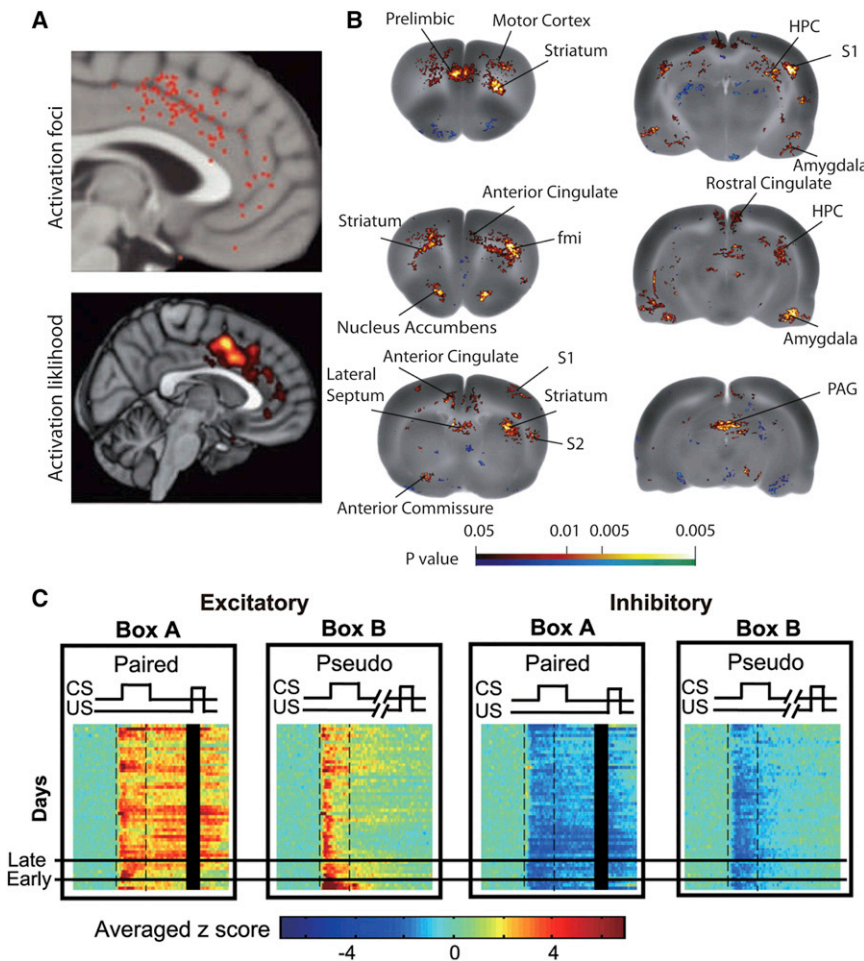 A
Activation foci
Activation liklihood
B
Prelimbic
Motor Cortex
Striatum
HPC
S1
Amygdala
Striatum
Anterior Cingulate
fmi
Nucleus Accumbens
Rostral Cingulate
HPC
Amygdala
Anterior Cingulate
Lateral
Septum
S1
Striatum
S2
Anterior Commissure
PAG
0.05 0.01 0.005 0.005
P value
C
Excitatory Inhibitory
Box A Box B Box A Box B
Paired Pseudo Paired Pseudo
CS CS CS CS
US US US US
Days
Late
Early
Averaged z score
-4 0 4